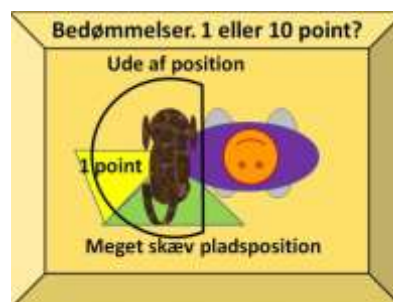 Bedømmelser. 1 eller 10 point?
Ude af position
1 point
Meget skæv pladsposition